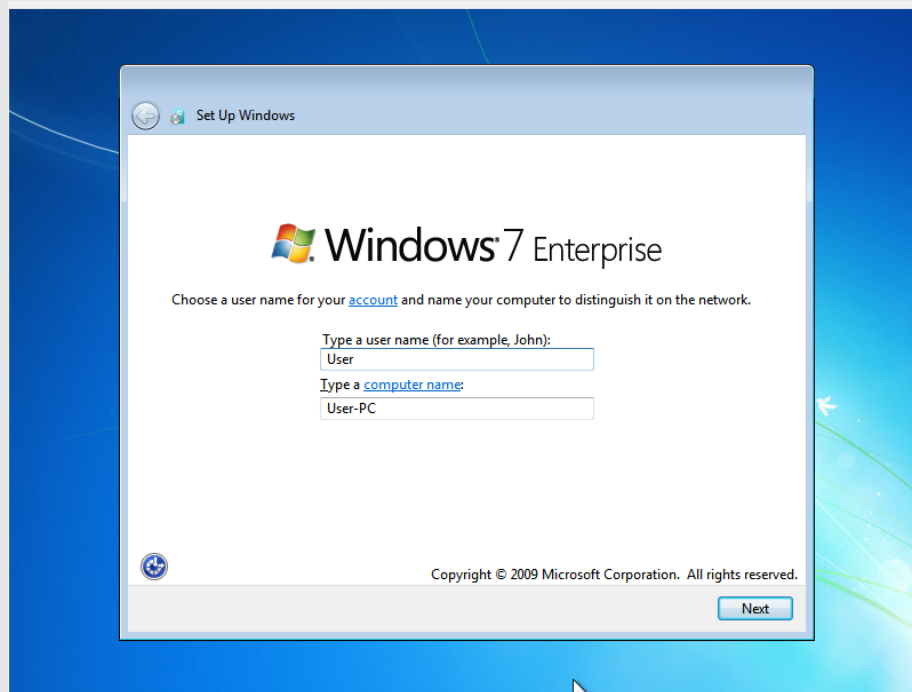 Set Up Windows
Windows 7 Enterprise
Choose a user name for your account and name your computer to distinguish it on the network.
Type a user name (for example, John):
User
Type a computer name:
User-PC
Copyright © 2009 Microsoft Corporation. All rights reserved.
Next